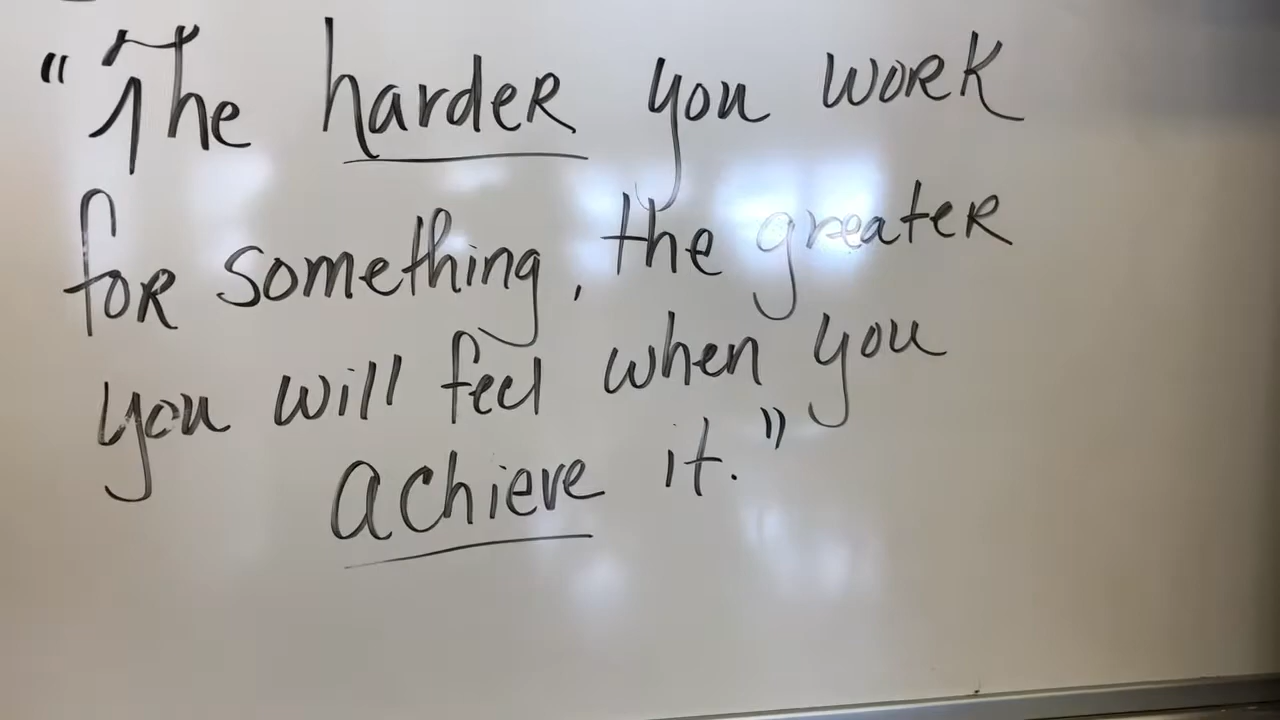 "The harder you work
for something, the greater
you will feel when you
achieve it."